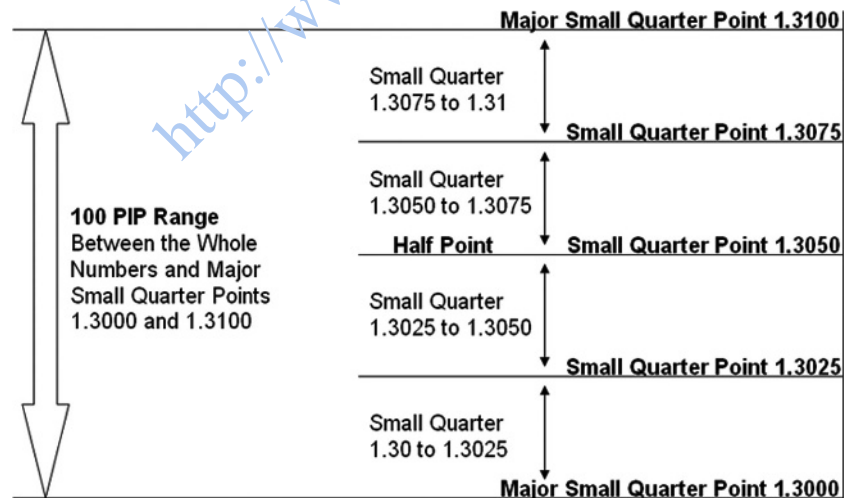 Major Small Quarter Point 1.3100
Small Quarter
1.3075 to 1.31
Small Quarter Point 1.3075
Small Quarter
1.3050 to 1.3075
100 PIP Range
Between the Whole
Numbers and Major
Small Quarter Points
1.3000 and 1.3100
Half Point
Small Quarter Point 1.3050
Small Quarter
1.3025 to 1.3050
Small Quarter Point 1.3025
Small Quarter
1.30 to 1.3025
Major Small Quarter Point 1.3000
http://w